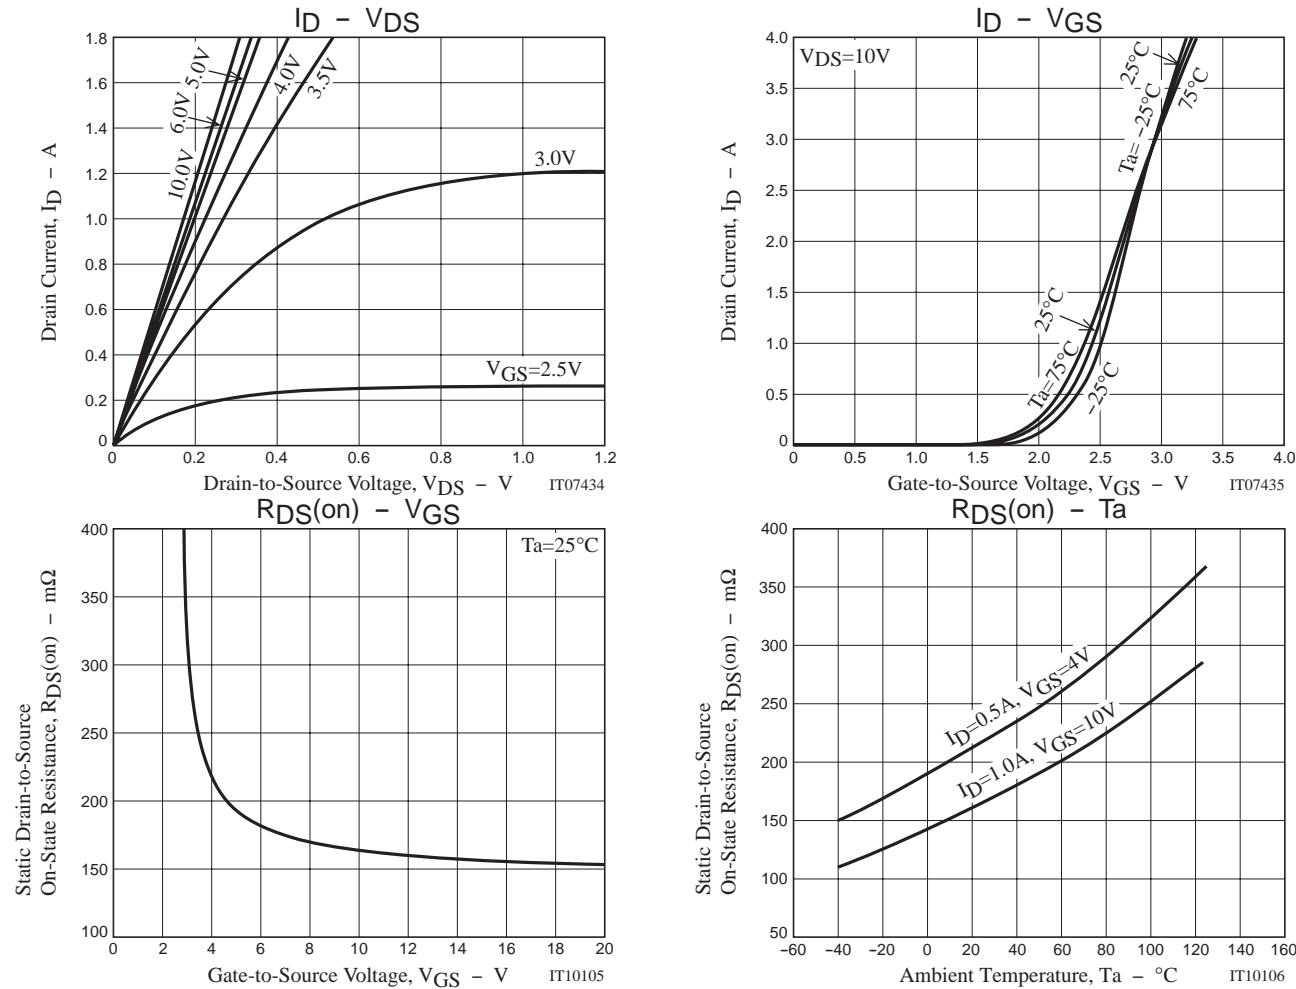 ID – VDS
Drain Current, ID – A
1.8
1.6
1.4
1.2
1.0
0.8
0.6
0.4
0.2
0
10.0V
6.0V
5.0V
4.0V
3.5V
3.0V
VGS=2.5V
0 0.2 0.4 0.6 0.8 1.0 1.2
Drain-to-Source Voltage, VDS – V IT07434
ID – VGS
Drain Current, ID – A
4.0
3.5
3.0
2.5
2.0
1.5
1.0
0.5
0
VDS=10V
Ta= –25°C
25°C
75°C
25°C
Ta=75°C
–25°C
0 0.5 1.0 1.5 2.0 2.5 3.0 3.5 4.0
Gate-to-Source Voltage, VGS – V IT07435
RDS(on) – VGS
Static Drain-to-Source
On-State Resistance, RDS(on) – mΩ
400
350
300
250
200
150
100
Ta=25°C
0 2 4 6 8 10 12 14 16 18 20
Gate-to-Source Voltage, VGS – V IT10105
RDS(on) – Ta
Static Drain-to-Source
On-State Resistance, RDS(on) – mΩ
400
350
300
250
200
150
100
50
ID=0.5A, VGS=4V
ID=1.0A, VGS=10V
–60 –40 –20 0 20 40 60 80 100 120 140 160
Ambient Temperature, Ta – °C IT10106